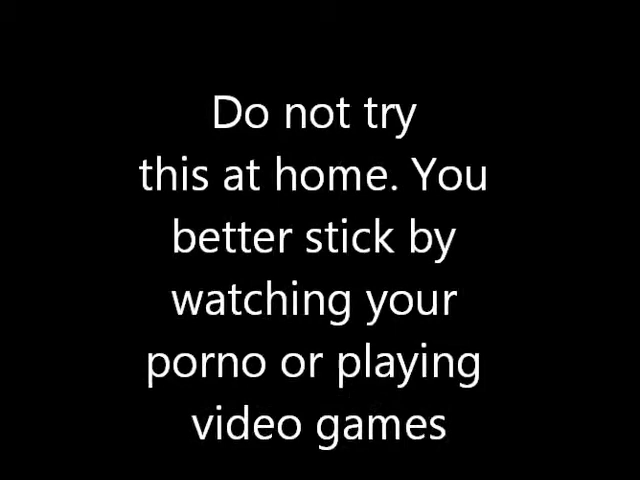 Do not try
this at home. You
better stick by
watching your
porno or playing
video games